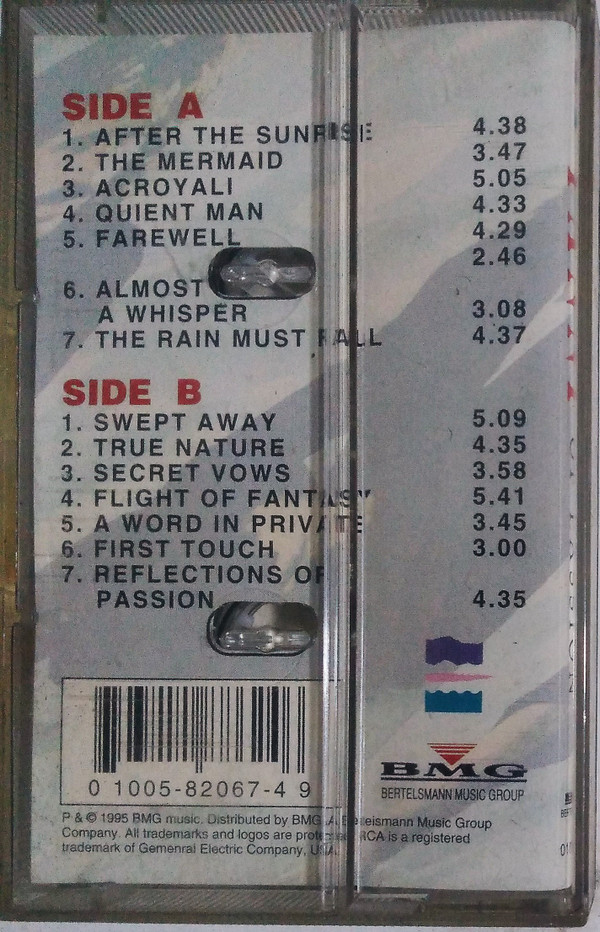 SIDE A
1. AFTER THE SUNRISE 4.38
2. THE MERMAID 3.47
3. ACROYALI 5.05
4. QUIENT MAN 4.33
5. FAREWELL 4.29
2.46
6. ALMOST
A WHISPER 3.08
7. THE RAIN MUST FALL 4.37
SIDE B
1. SWEPT AWAY 5.09
2. TRUE NATURE 4.35
3. SECRET VOWS 3.58
4. FLIGHT OF FANTASY 5.41
5. A WORD IN PRIVATE 3.45
6. FIRST TOUCH 3.00
7. REFLECTIONS OF
PASSION 4.35
0 1005-82067-4 9
BMG
BERTELSMANN MUSIC GROUP
P & © 1995 BMG music. Distributed by BMG A Bertelsmann Music Group
Company. All trademarks and logos are protected RCA is a registered
trademark of Gemenral Electric Company, USA.